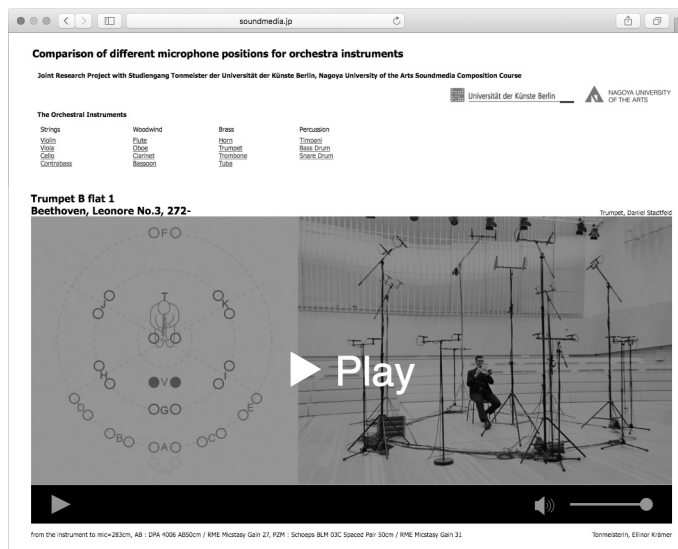 soundmedia.jp
Comparison of different microphone positions for orchestra instruments
Joint Research Project with Studiengang Tonmeister der Universität der Künste Berlin, Nagoya University of the Arts Soundmedia Composition Course
Universität der Künste Berlin
NAGOYA UNIVERSITY
OF THE ARTS
The Orchestral Instruments
Strings Woodwind Brass Percussion
Violin Flute Horn Timpani
Viola Oboe Trumpet Bass Drum
Cello Clarinet Trombone Snare Drum
Contrabass Bassoon Tuba
Trumpet B flat 1
Beethoven, Leonore No.3, 272-
Trumpet, Daniel Stadtfeld
F
T
J K
H I
V
D G E
B C
A
Play
from the instrument to mic=283cm, AB : DPA 4006 AB50cm / RME Micstasy Gain 27, PZM : Schoeps BLM 03C Spaced Pair 50cm / RME Micstasy Gain 31
Tonmeisterin, Ellinor Krämer